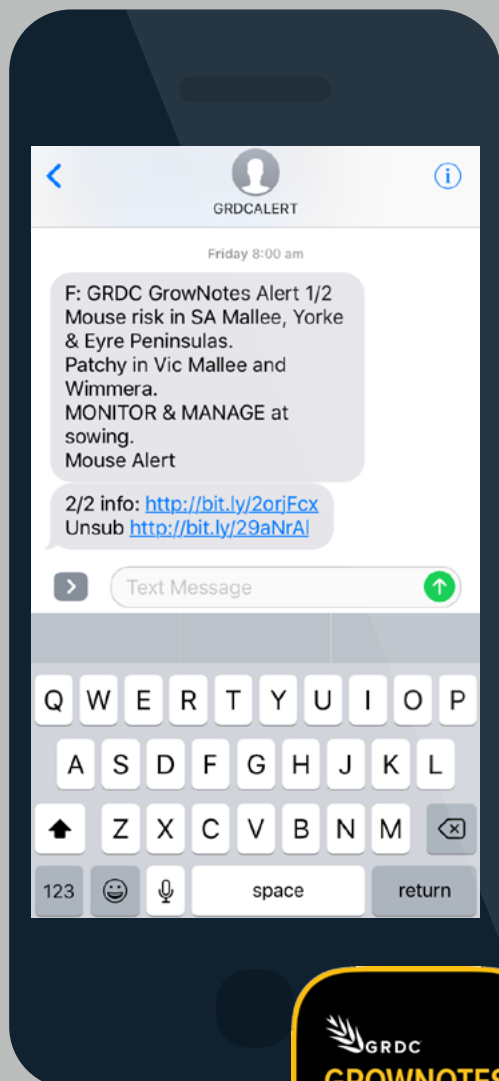 GRDCALERT
Friday 8:00 am
F: GRDC GrowNotes Alert 1/2
Mouse risk in SA Mallee, Yorke
& Eyre Peninsulas.
Patchy in Vic Mallee and
Wimmera.
MONITOR & MANAGE at
sowing.
Mouse Alert
2/2 info: http://bit.ly/2orjFcx
Unsub http://bit.ly/29aNrAl
Text Message
Q W E R T Y U I O P
A S D F G H J K L
Z X C V B N M
123 space return
GRDC
GROWNOTES